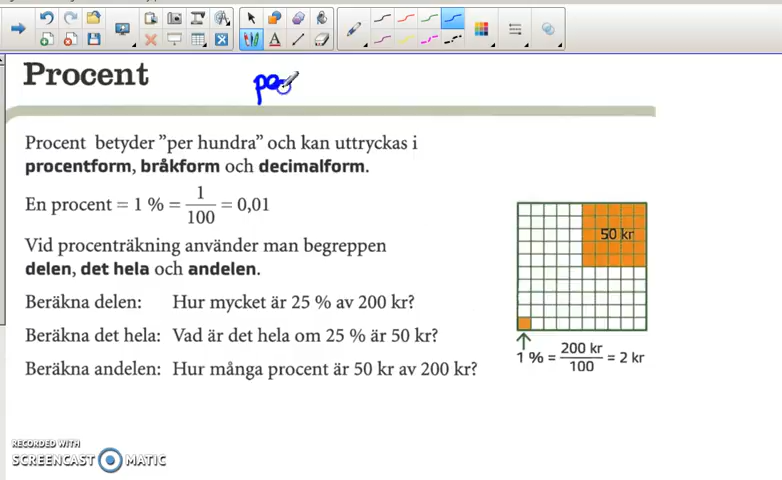 Procent
Procent betyder ”per hundra” och kan uttryckas i
procentform, bråkform och decimalform.
En procent = 1 % = 1/100 = 0,01
Vid procenträkning använder man begreppen
delen, det hela och andelen.
Beräkna delen: Hur mycket är 25 % av 200 kr?
Beräkna det hela: Vad är det hela om 25 % är 50 kr?
Beräkna andelen: Hur många procent är 50 kr av 200 kr?
50 kr
1 % = 200 kr/100 = 2 kr
RECORDED WITH
SCREENCAST MATIC